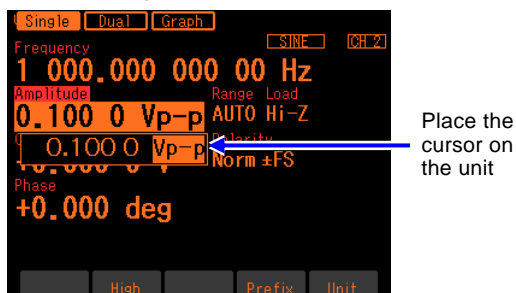 Single Dual Graph
SINE CH 2
Frequency
1 000.000 000 00 Hz
Amplitude Range Load
0.100 0 Vp-p AUTO Hi-Z
0.100 0 Vp-p
Norm ±FS
Phase
+0.000 deg
High Prefix Unit
Place the
cursor on
the unit